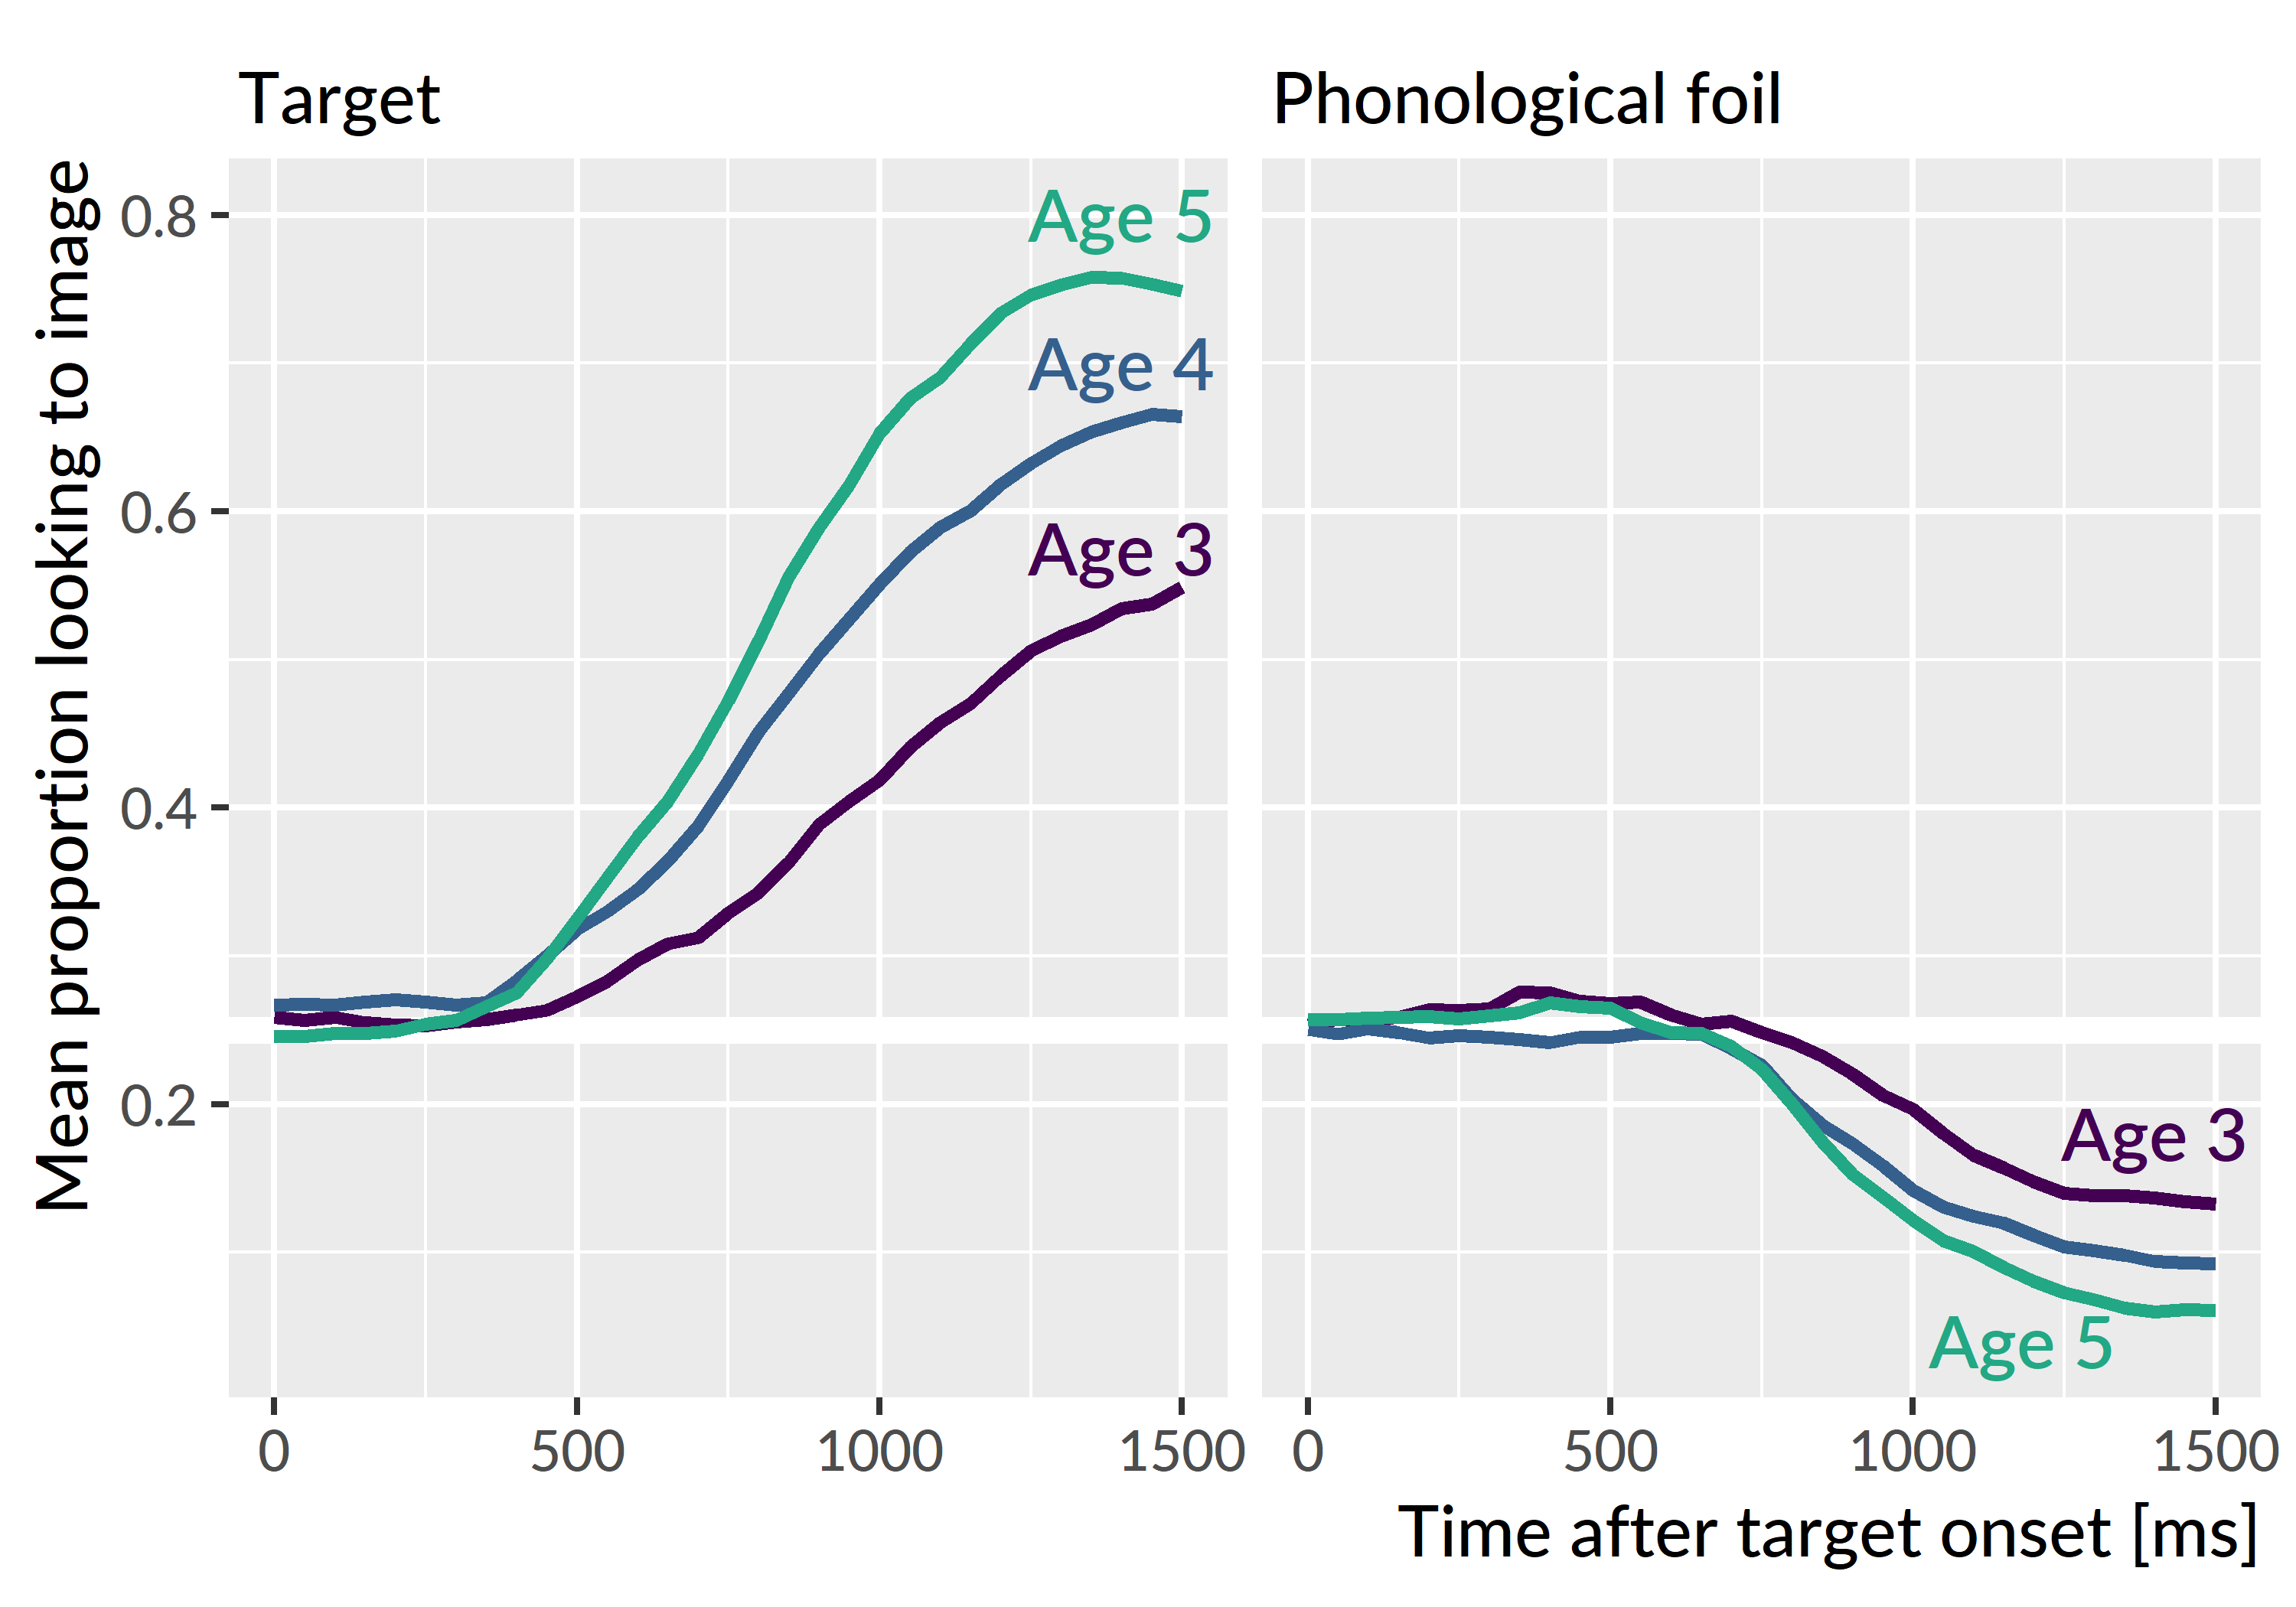 Target
Phonological foil
Mean proportion looking to image
0.8
0.6
0.4
0.2
Age 5
Age 4
Age 3
Age 3
Age 5
0 500 1000 1500
0 500 1000 1500
Time after target onset [ms]